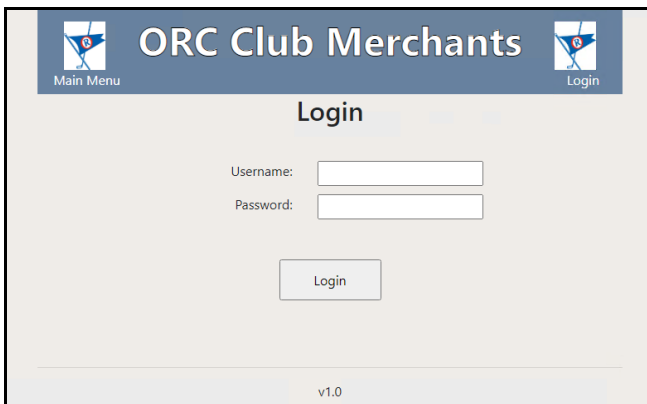 ORC Club Merchants
Main Menu
Login
Login
Username:
Password:
Login
v1.0